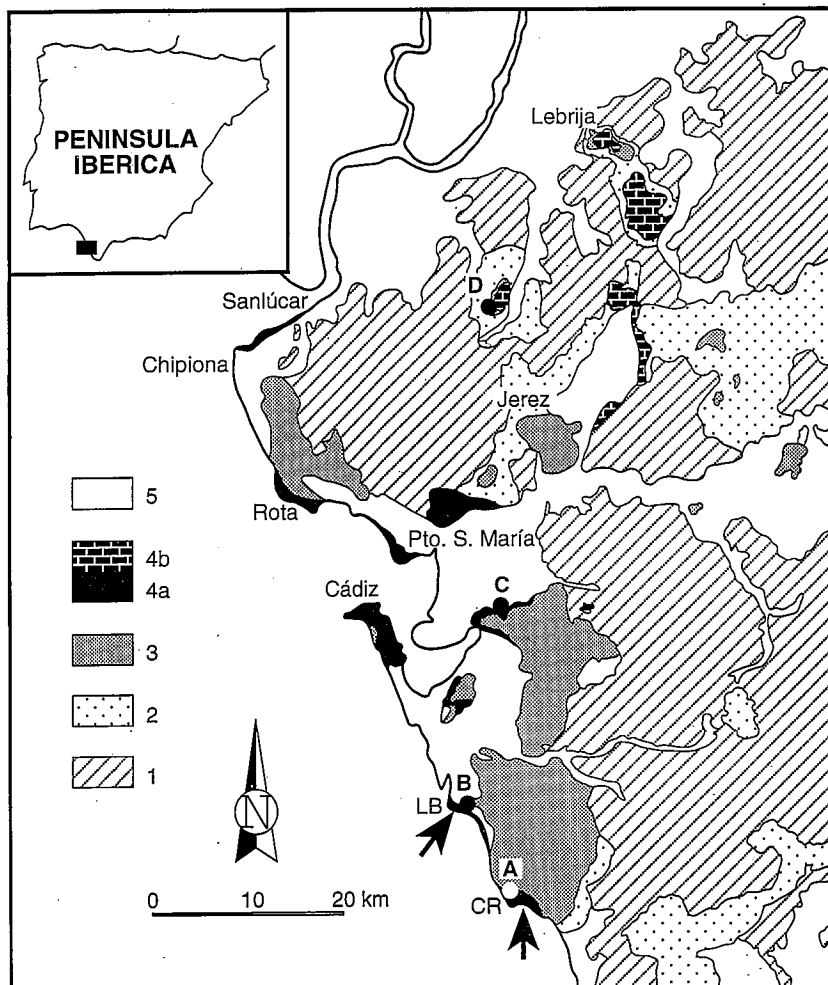 PENINSULA
IBERICA
Lebrija
D
Sanlúcar
Chipiona
Jerez
5
Rota
Pto. S. María
4b
4a
Cádiz
C
3
2
1
B
LB
N
A
0 10 20 km
CR